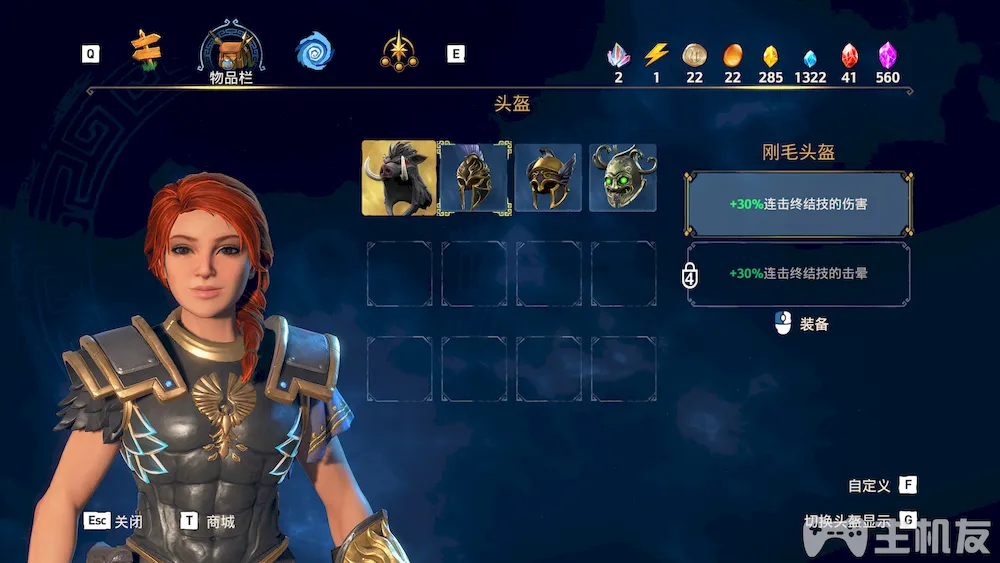 Q
E
物品栏
2 1 22 22 285 1322 41 560
头盔
刚毛头盔
+30%连击终结技的伤害
4
+30%连击终结技的击晕
装备
自定义 F
Esc 关闭 T 商城
切换头盔显示 G
主机友